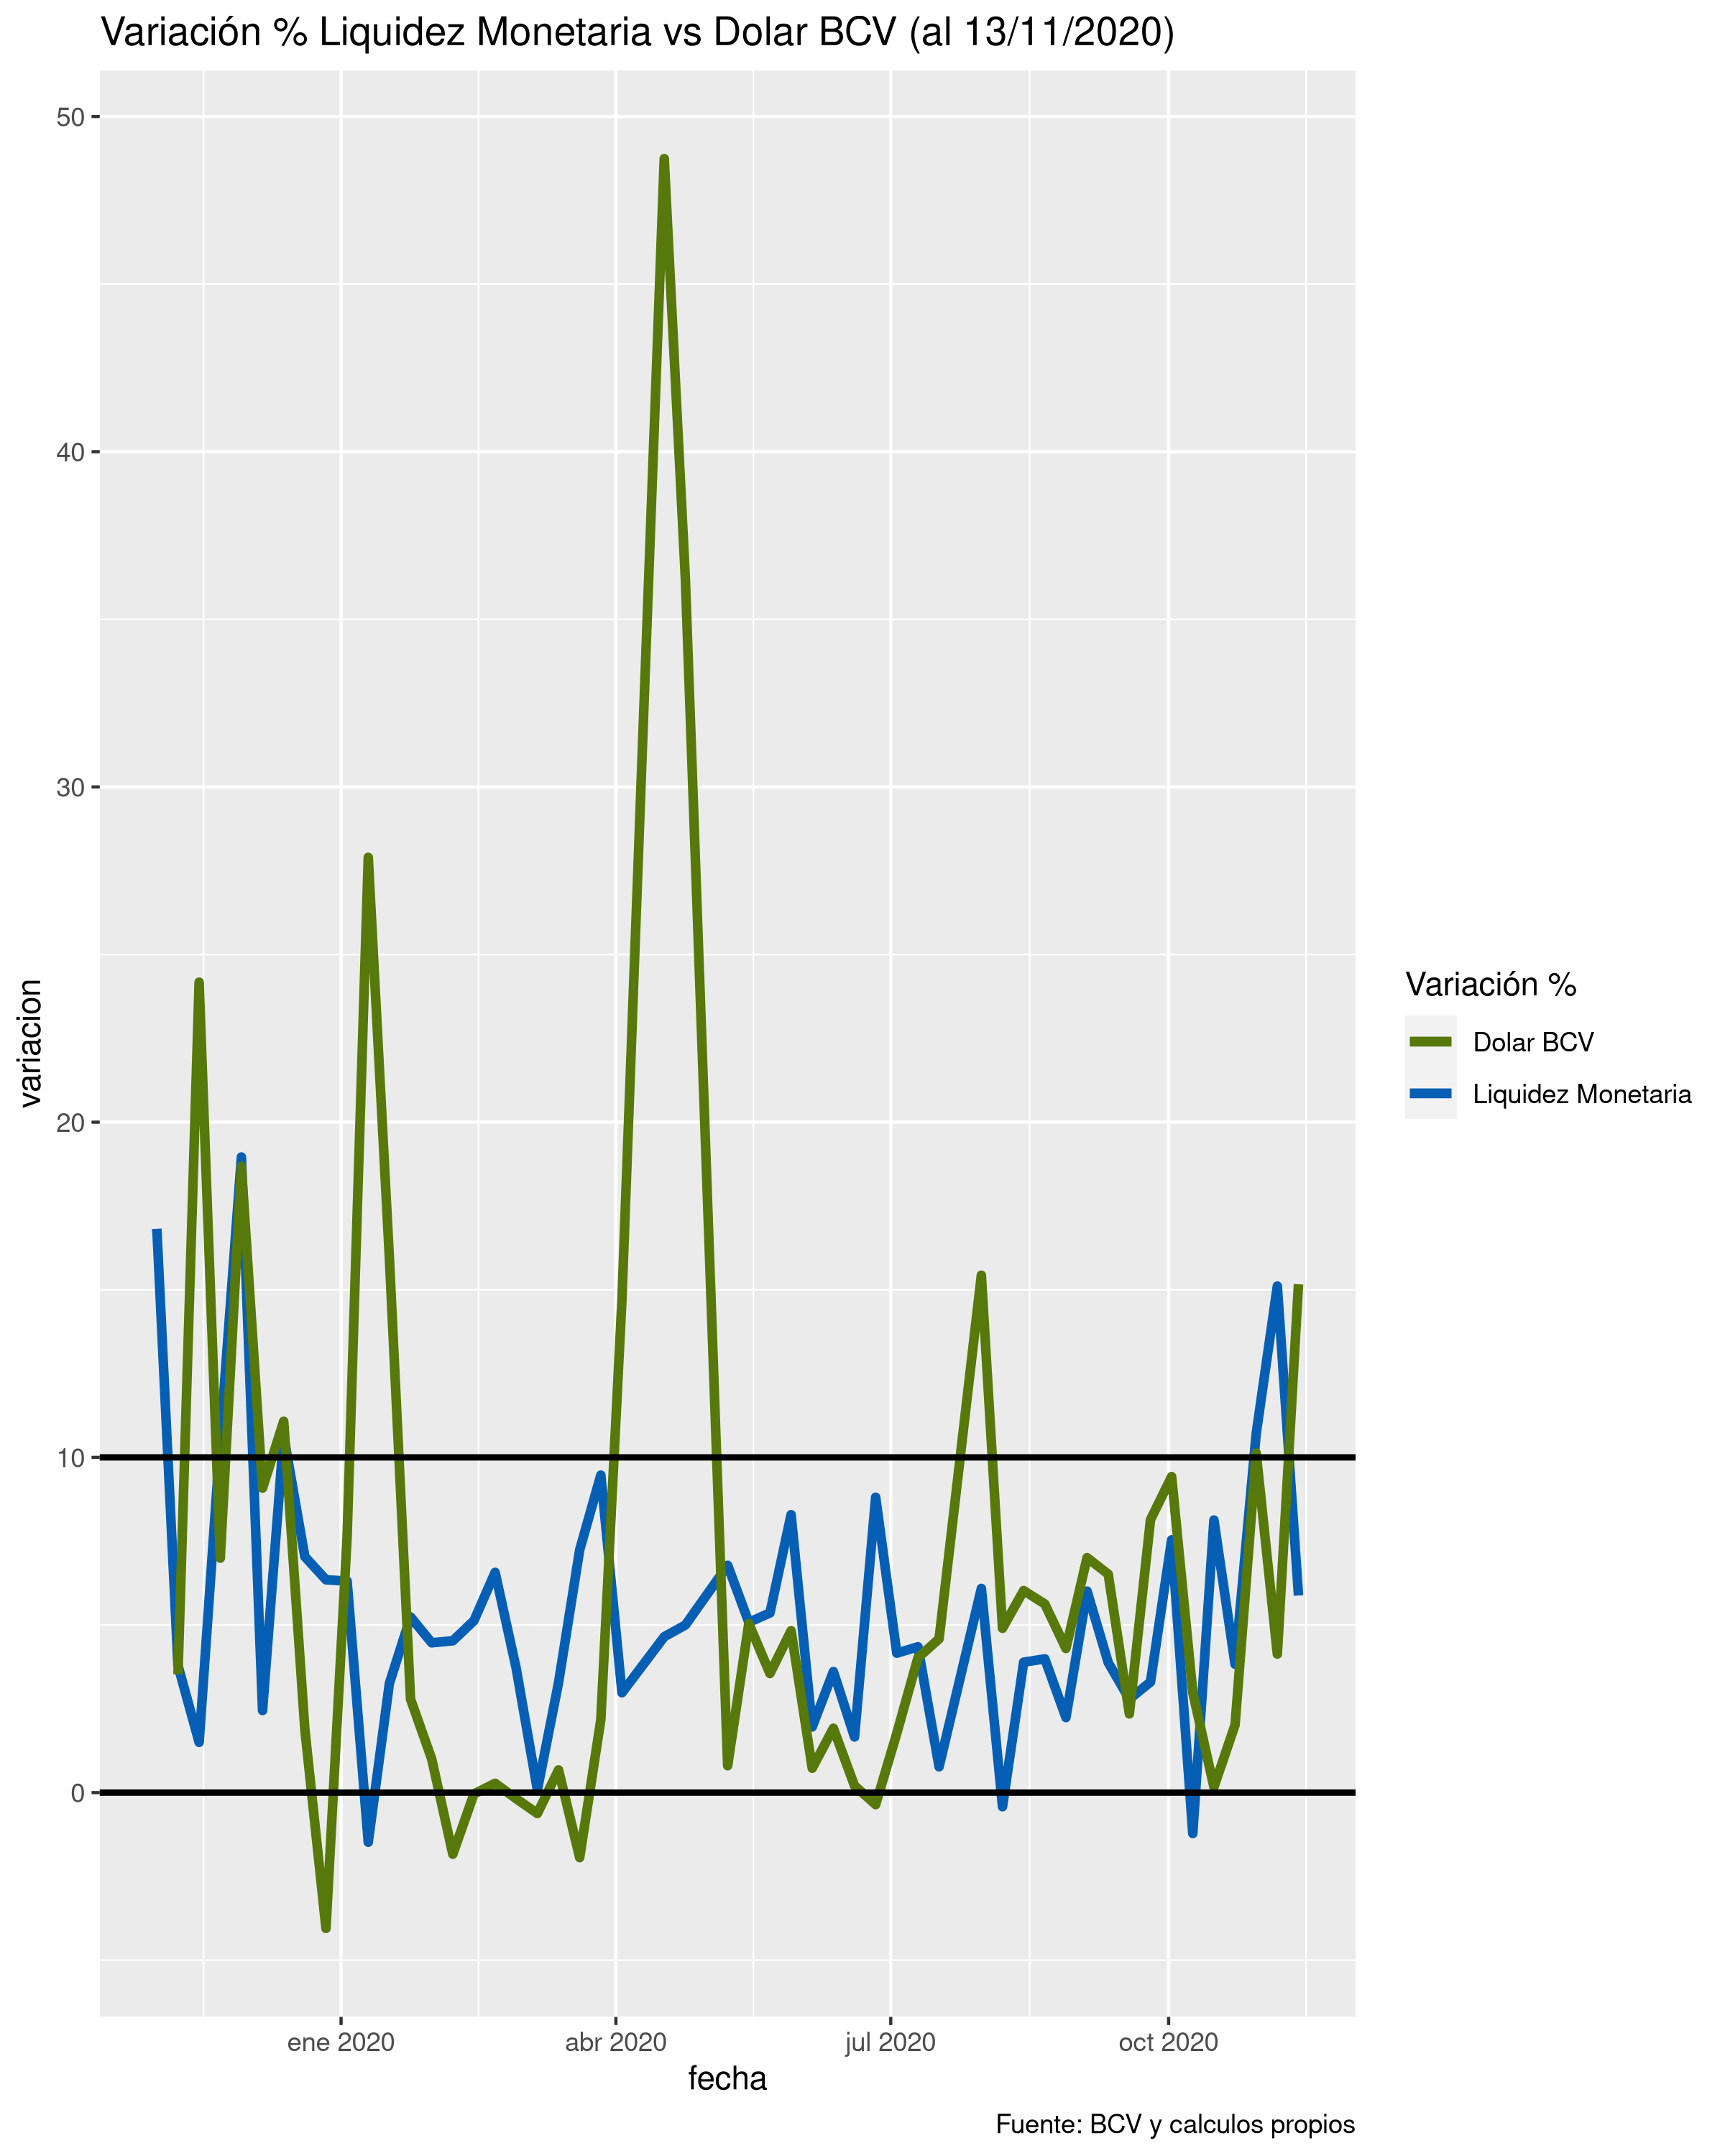 Variación % Liquidez Monetaria vs Dolar BCV (al 13/11/2020)
50
40
30
20
10
0
variacion
ene 2020
abr 2020
jul 2020
oct 2020
fecha
Variación %
Dolar BCV
Liquidez Monetaria
Fuente: BCV y calculos propios